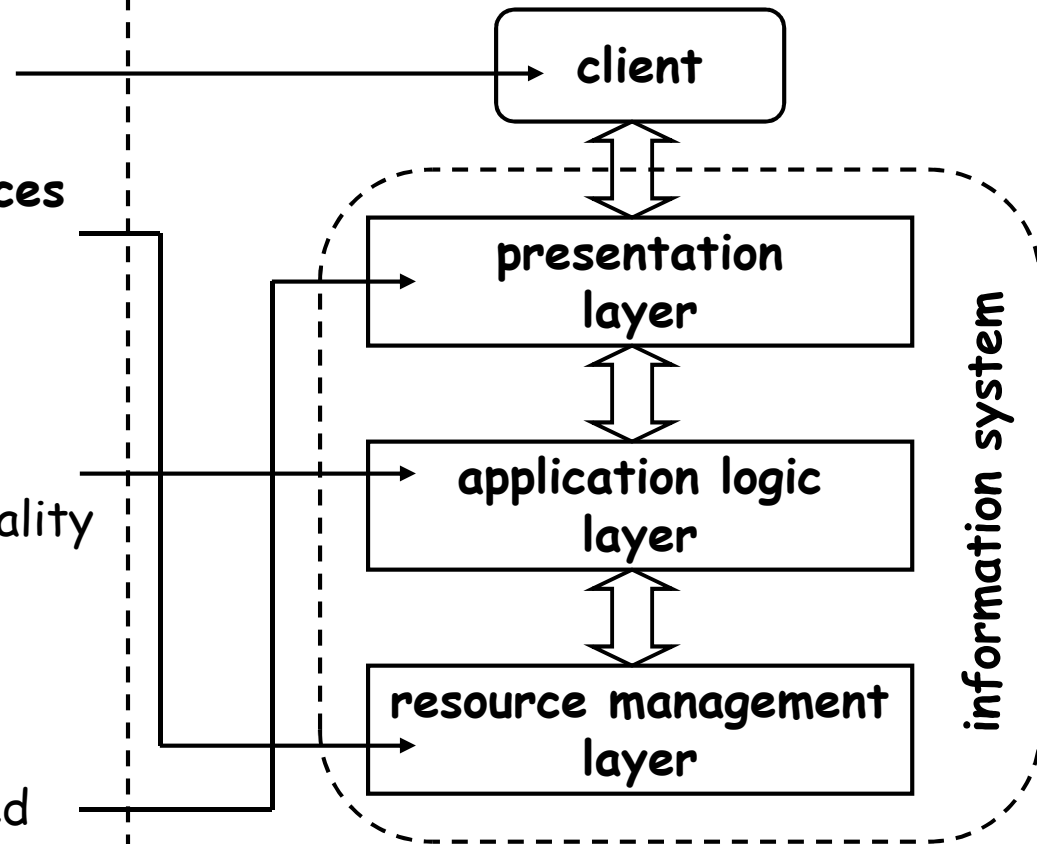 client
ces
presentation
layer
information system
application logic
layer
ality
resource management
layer